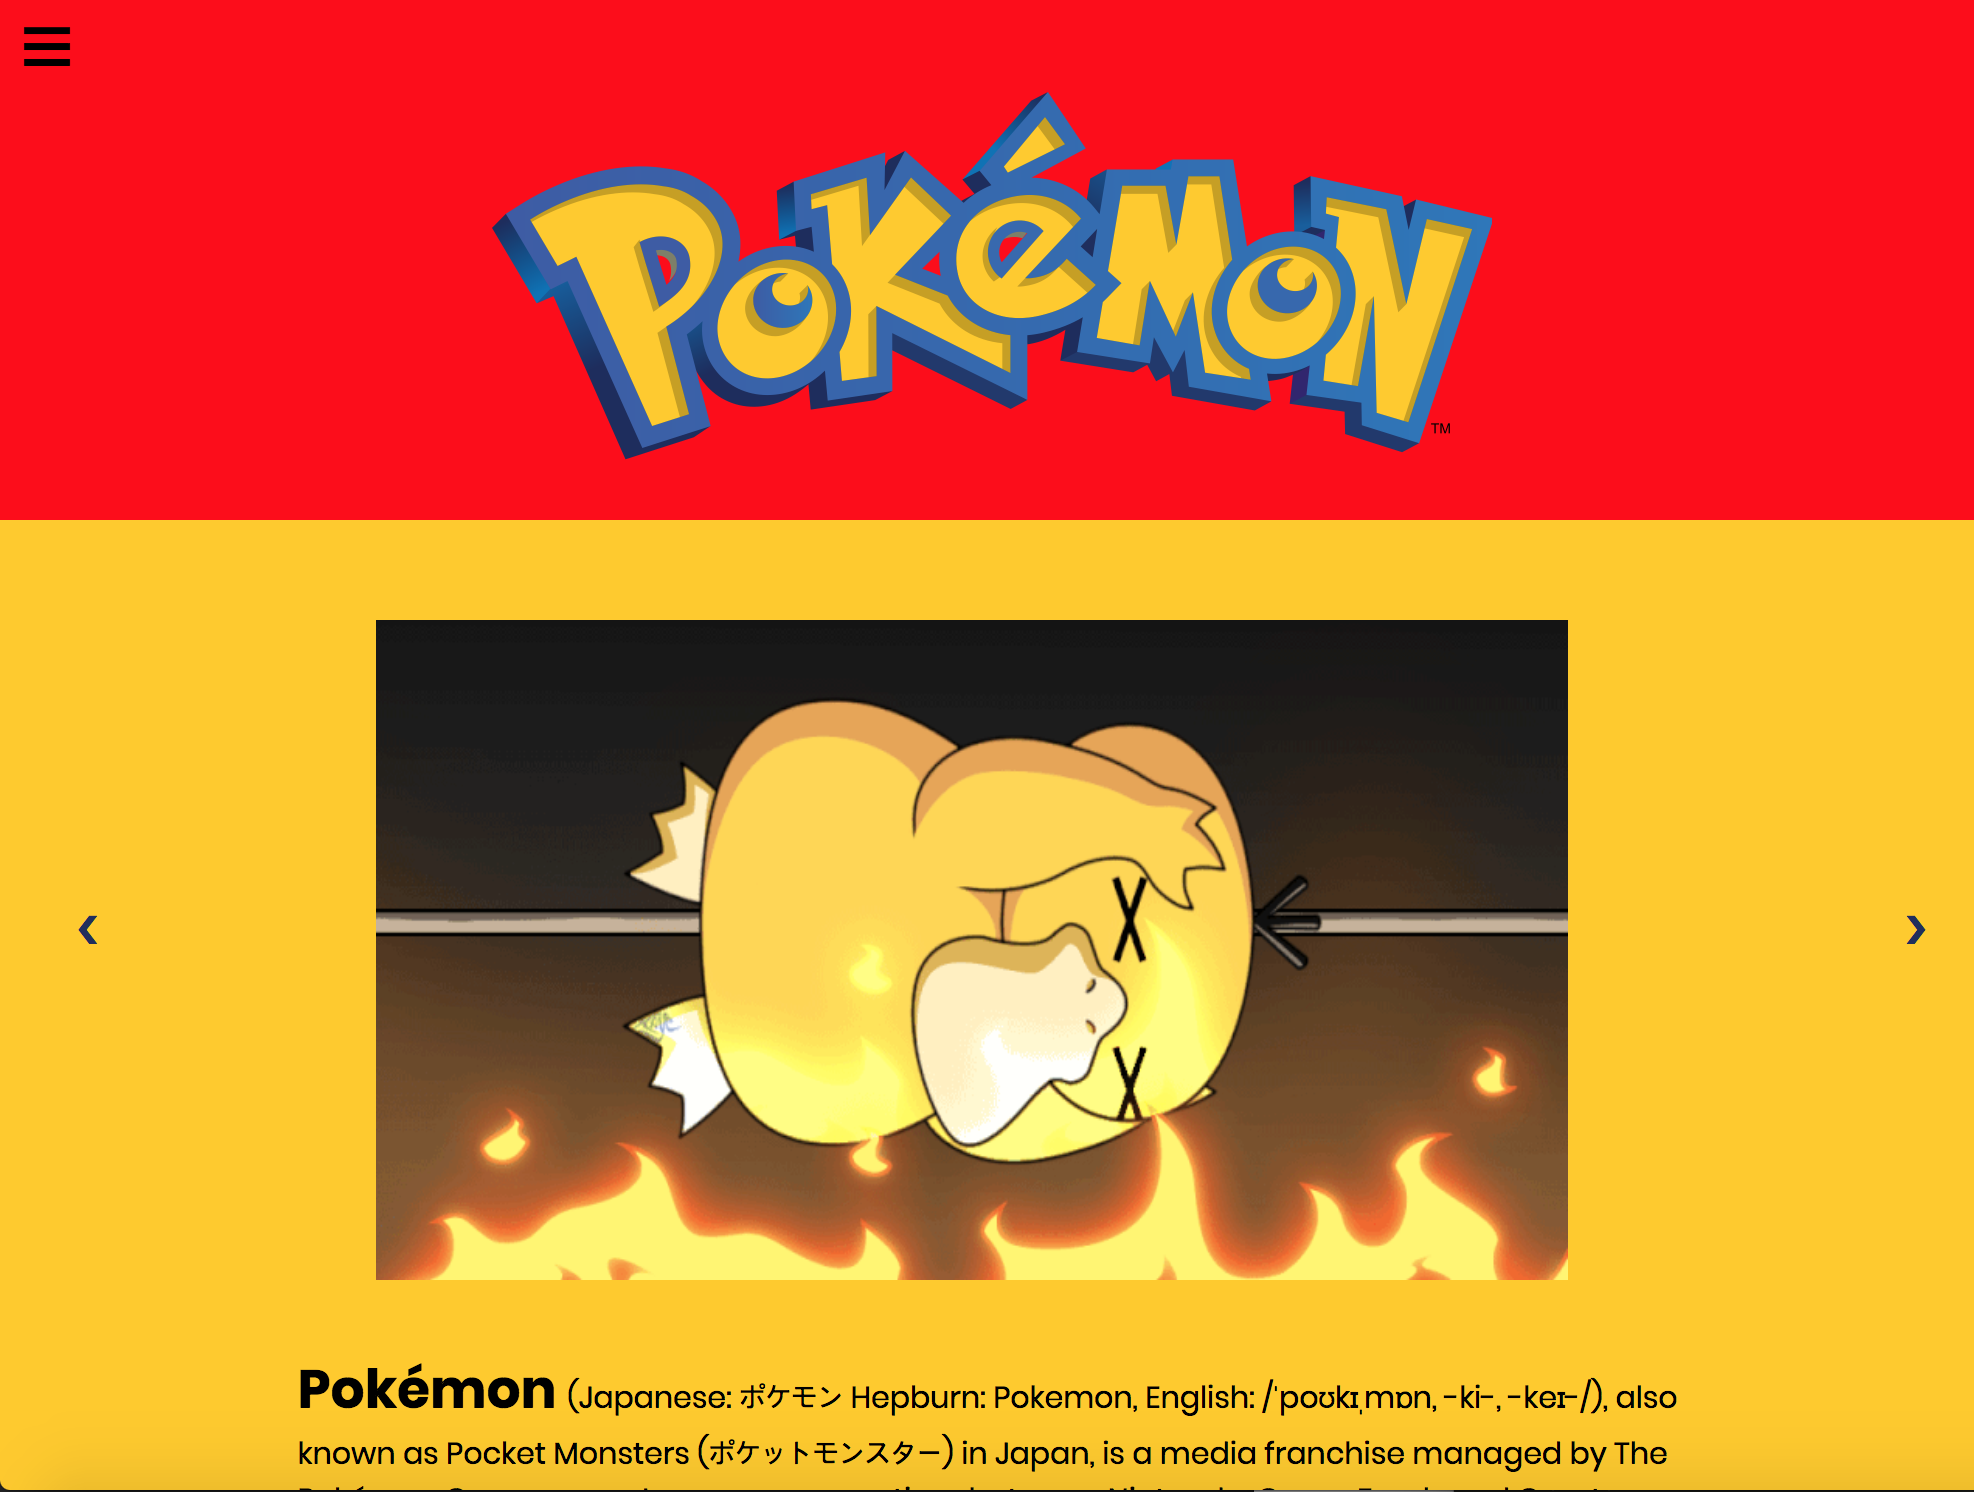 POKéMON
TM
‹
›
Pokémon (Japanese: ポケモン Hepburn: Pokemon, English: /ˈpoʊkɪˌmɒn, -ki-, -keɪ-/), also
known as Pocket Monsters (ポケットモンスター) in Japan, is a media franchise managed by The